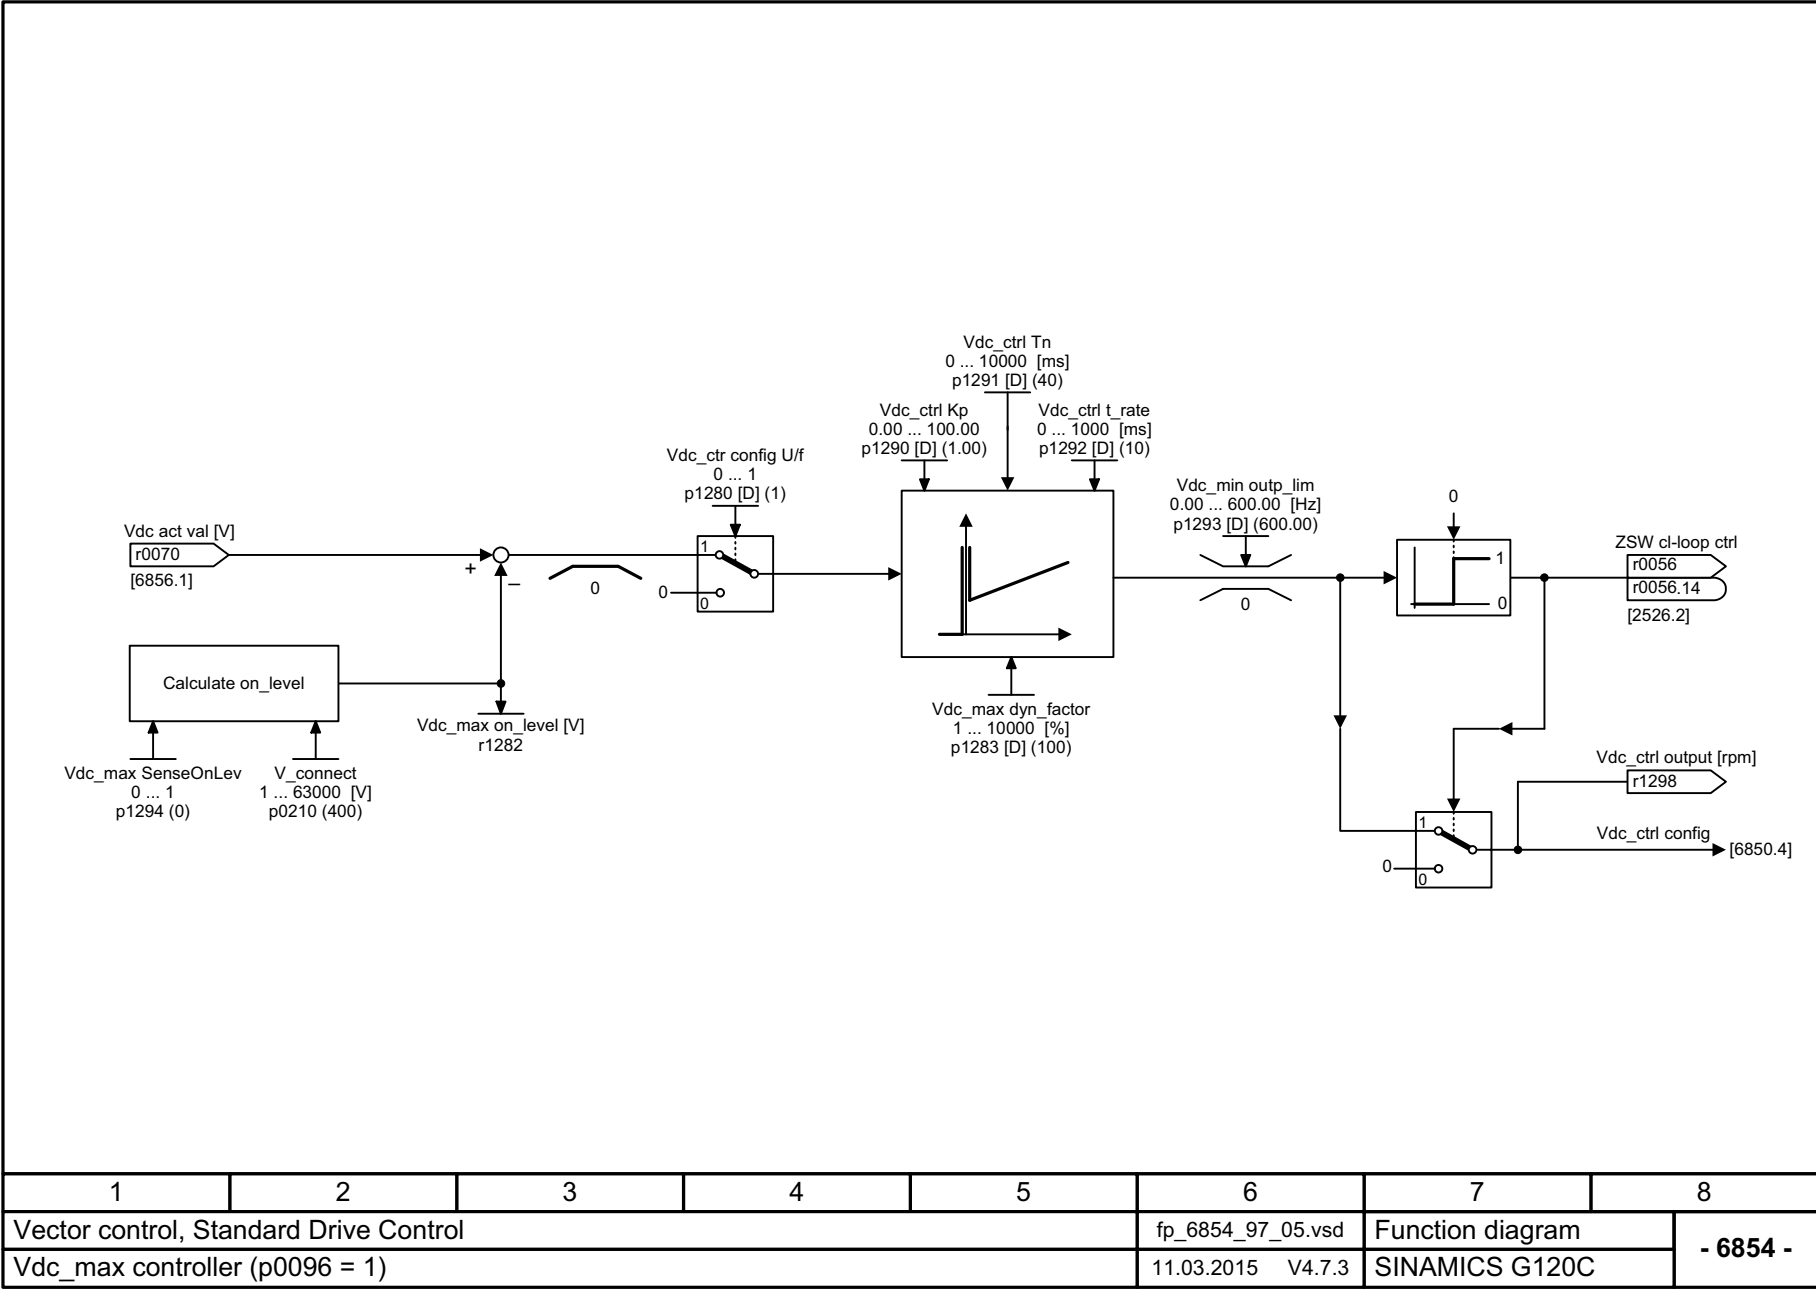 Vdc_ctrl Tn
0 ... 10000 [ms]
p1291 [D] (40)
Vdc_ctrl Kp
0.00 ... 100.00
p1290 [D] (1.00)
Vdc_ctrl t_rate
0 ... 1000 [ms]
p1292 [D] (10)
Vdc_ctr config U/f
0 ... 1
p1280 [D] (1)
Vdc_min outp_lim
0.00 ... 600.00 [Hz]
p1293 [D] (600.00)
0
Vdc act val [V]
r0070
[6856.1]
+
–
0
1
0
0
0
1
0
ZSW cl-loop ctrl
r0056
r0056.14
[2526.2]
Calculate on_level
Vdc_max on_level [V]
r1282
Vdc_max dyn_factor
1 ... 10000 [%]
p1283 [D] (100)
Vdc_max SenseOnLev
0 ... 1
p1294 (0)
V_connect
1 ... 63000 [V]
p0210 (400)
Vdc_ctrl output [rpm]
r1298
1
0
0
Vdc_ctrl config
[6850.4]
1 2 3 4 5 6 7 8
Vector control, Standard Drive Control
fp_6854_97_05.vsd
Function diagram
- 6854 -
Vdc_max controller (p0096 = 1)
11.03.2015 V4.7.3
SINAMICS G120C